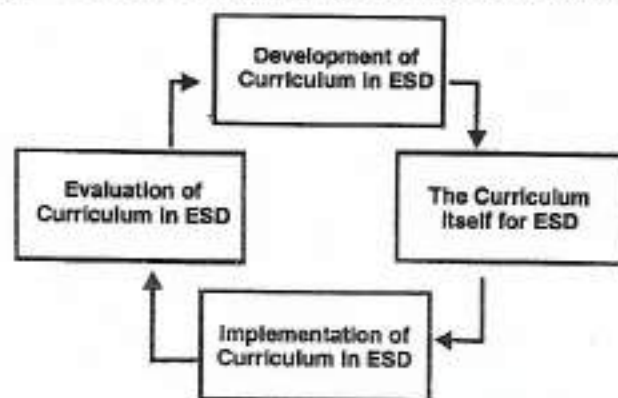 Development of
Curriculum in ESD
Evaluation of
Curriculum in ESD
The Curriculum
Itself for ESD
Implementation of
Curriculum in ESD